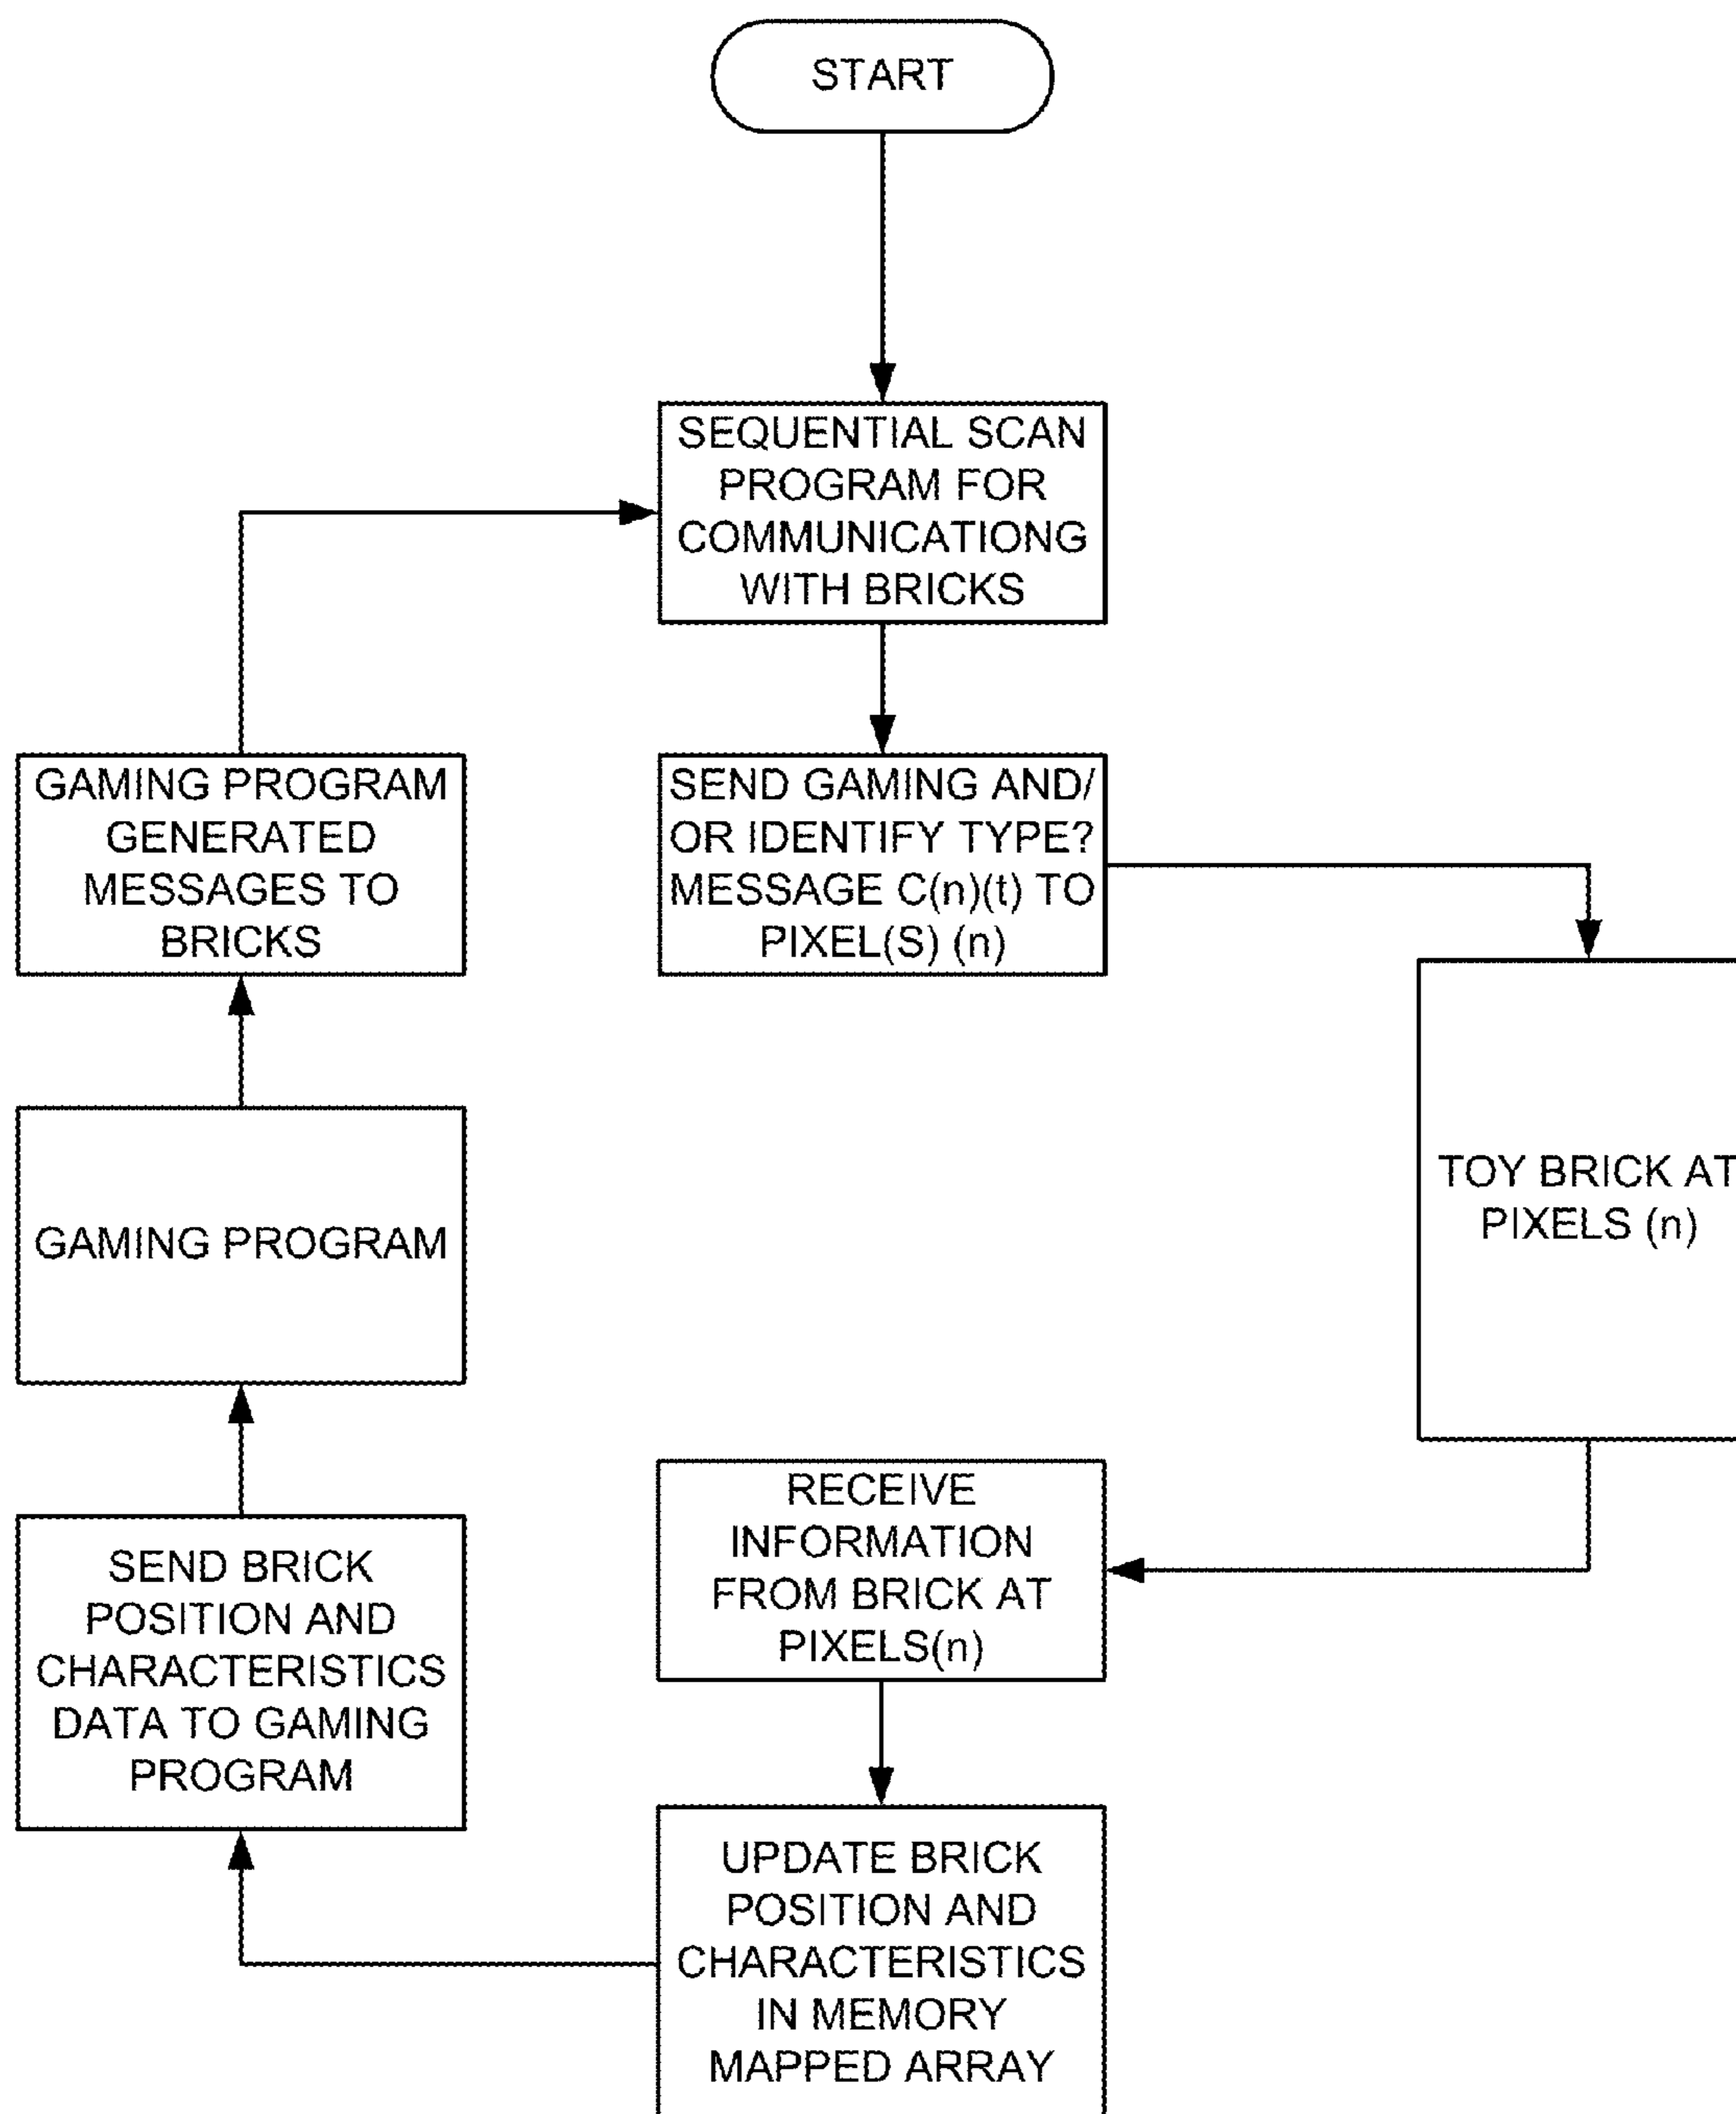 START
SEQUENTIAL SCAN
PROGRAM FOR
COMMUNICATIONG
WITH BRICKS
SEND GAMING AND/
OR IDENTIFY TYPE?
MESSAGE C(n)(t) TO
PIXEL(S) (n)
TOY BRICK AT
PIXELS (n)
RECEIVE
INFORMATION
FROM BRICK AT
PIXELS(n)
UPDATE BRICK
POSITION AND
CHARACTERISTICS
IN MEMORY
MAPPED ARRAY
SEND BRICK
POSITION AND
CHARACTERISTICS
DATA TO GAMING
PROGRAM
GAMING PROGRAM
GAMING PROGRAM
GENERATED
MESSAGES TO
BRICKS